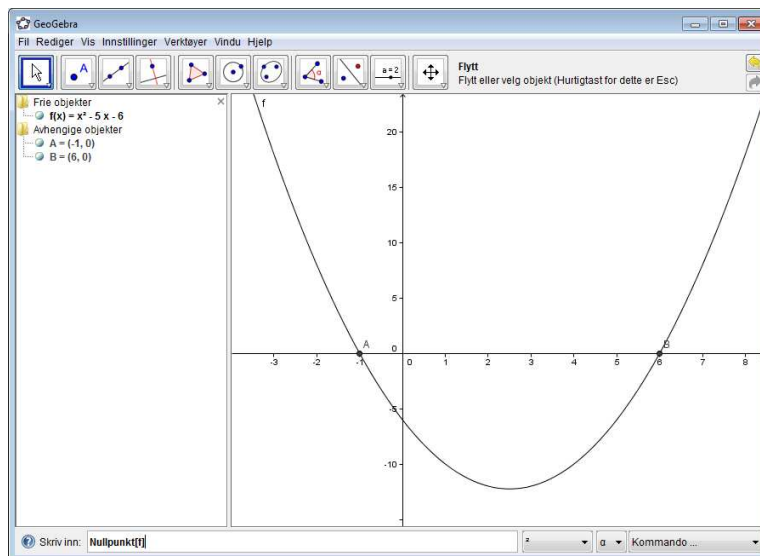 GeoGebra
Fil Rediger Vis Innstillinger Verktøyer Vindu Hjelp
A
α
a = 2
Flytt
Flytt eller velg objekt (Hurtigtast for dette er Esc)
Frie objekter
f(x) = x² - 5 x - 6
Avhengige objekter
A = (-1, 0)
B = (6, 0)
f
20
15
10
5
0
A
B
-3 -2 -1 0 1 2 3 4 5 6 7 8
-5
-10
Skriv inn: Nullpunkt[f] ² α Kommando ...